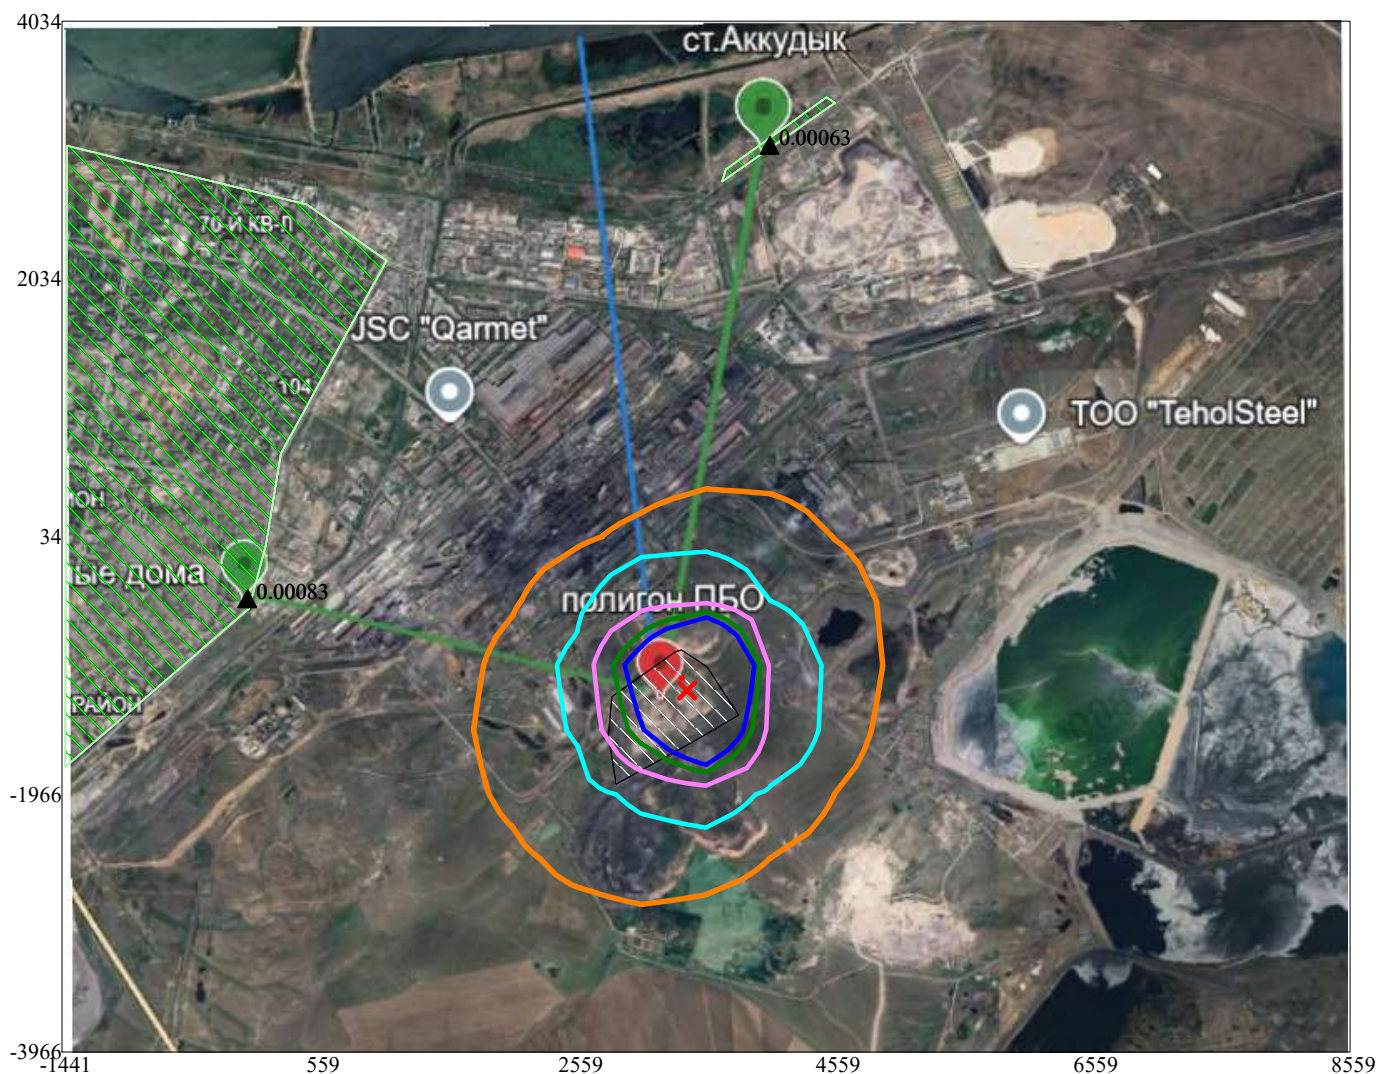 4034
ст.Аккудык
0.00063
70-Й КВ-Л
2034
JSC "Qarmet"
104
ТОО "TeholSteel"
ЙОН
34
ые дома
0.00083
полигон ПБО
РАЙОН
-1966
-3966
-1441
559
2559
4559
6559
8559